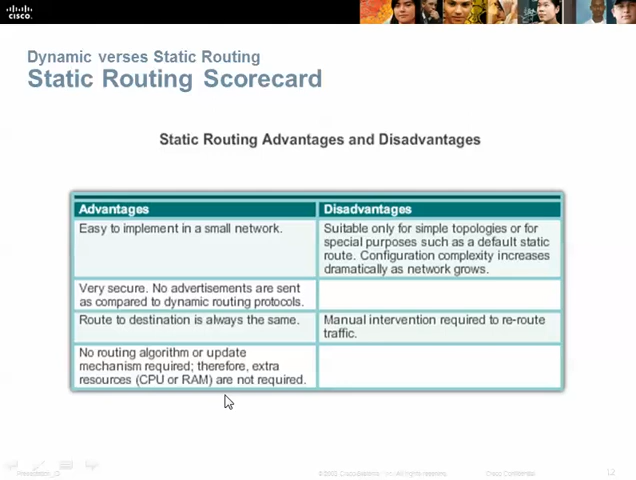 CISCO
Dynamic verses Static Routing
Static Routing Scorecard
Static Routing Advantages and Disadvantages
Advantages
Disadvantages
Easy to implement in a small network.
Suitable only for simple topologies or for
special purposes such as a default static
route. Configuration complexity increases
dramatically as network grows.
Very secure. No advertisements are sent
as compared to dynamic routing protocols.
Route to destination is always the same.
Manual intervention required to re-route
traffic.
No routing algorithm or update
mechanism required; therefore, extra
resources (CPU or RAM) are not required.
Presentation_ID
Cisco Confidential
12